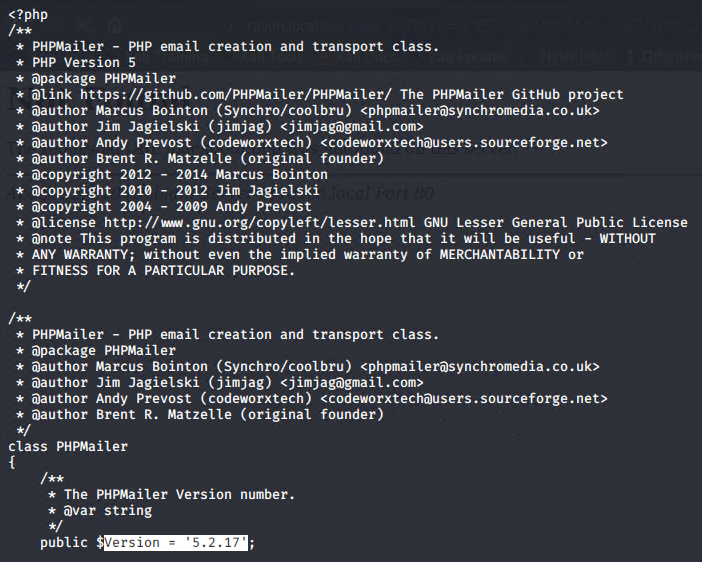 <?php
/**
 * PHPMailer - PHP email creation and transport class.
 * PHP Version 5
 * @package PHPMailer
 * @link https://github.com/PHPMailer/PHPMailer/ The PHPMailer GitHub project
 * @author Marcus Bointon (Synchro/coolbru) <phpmailer@synchromedia.co.uk>
 * @author Jim Jagielski (jimjag) <jimjag@gmail.com>
 * @author Andy Prevost (codeworxtech) <codeworxtech@users.sourceforge.net>
 * @author Brent R. Matzelle (original founder)
 * @copyright 2012 - 2014 Marcus Bointon
 * @copyright 2010 - 2012 Jim Jagielski
 * @copyright 2004 - 2009 Andy Prevost
 * @license http://www.gnu.org/copyleft/lesser.html GNU Lesser General Public License
 * @note This program is distributed in the hope that it will be useful - WITHOUT
 * ANY WARRANTY; without even the implied warranty of MERCHANTABILITY or
 * FITNESS FOR A PARTICULAR PURPOSE.
 */

/**
 * PHPMailer - PHP email creation and transport class.
 * @package PHPMailer
 * @author Marcus Bointon (Synchro/coolbru) <phpmailer@synchromedia.co.uk>
 * @author Jim Jagielski (jimjag) <jimjag@gmail.com>
 * @author Andy Prevost (codeworxtech) <codeworxtech@users.sourceforge.net>
 * @author Brent R. Matzelle (original founder)
 */
class PHPMailer
{
    /**
     * The PHPMailer Version number.
     * @var string
     */
    public $Version = '5.2.17';